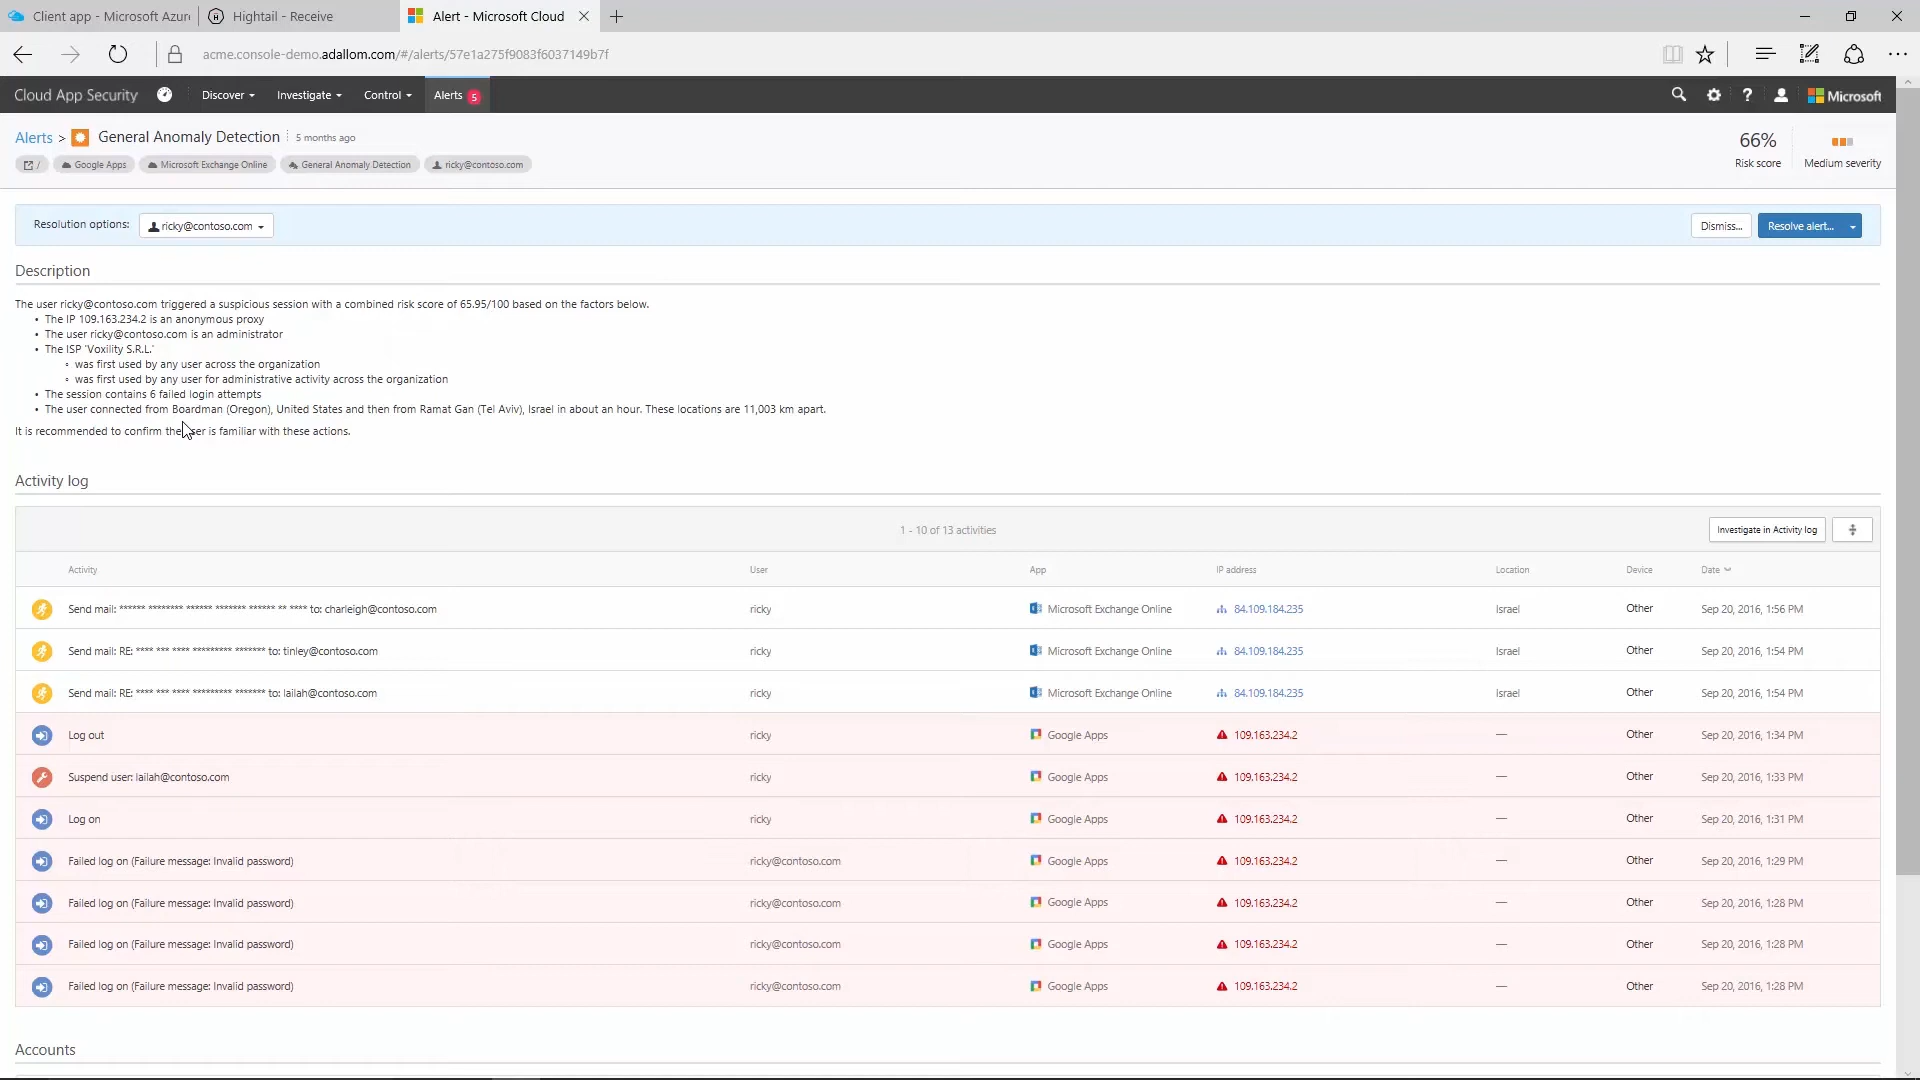 Client app - Microsoft Azur
Hightail - Receive
Alert - Microsoft Cloud
acme.console-demo.adallom.com/#/alerts/57e1a275f9083f6037149b7f
Cloud App Security
Discover
Investigate
Control
Alerts 5
?
Microsoft
Alerts > General Anomaly Detection 5 months ago
/ Google Apps Microsoft Exchange Online General Anomaly Detection ricky@contoso.com
66%
Risk score
Medium severity
Resolution options: ricky@contoso.com
Dismiss... Resolve alert...
Description
The user ricky@contoso.com triggered a suspicious session with a combined risk score of 65.95/100 based on the factors below.
• The IP 109.163.234.2 is an anonymous proxy
• The user ricky@contoso.com is an administrator
• The ISP 'Voxility S.R.L.'
◦ was first used by any user across the organization
◦ was first used by any user for administrative activity across the organization
• The session contains 6 failed login attempts
• The user connected from Boardman (Oregon), United States and then from Ramat Gan (Tel Aviv), Israel in about an hour. These locations are 11,003 km apart.
It is recommended to confirm the user is familiar with these actions.
Activity log
1 - 10 of 13 activities
Investigate in Activity log
Activity User App IP address Location Device Date
Send mail: ****** ******** ****** ******* ****** ** **** to: charleigh@contoso.com ricky Microsoft Exchange Online 84.109.184.235 Israel Other Sep 20, 2016, 1:56 PM
Send mail: RE: **** *** **** ********* ******* to: tinley@contoso.com ricky Microsoft Exchange Online 84.109.184.235 Israel Other Sep 20, 2016, 1:54 PM
Send mail: RE: **** *** **** ********* ******* to: lailah@contoso.com ricky Microsoft Exchange Online 84.109.184.235 Israel Other Sep 20, 2016, 1:54 PM
Log out ricky Google Apps 109.163.234.2 — Other Sep 20, 2016, 1:34 PM
Suspend user: lailah@contoso.com ricky Google Apps 109.163.234.2 — Other Sep 20, 2016, 1:33 PM
Log on ricky Google Apps 109.163.234.2 — Other Sep 20, 2016, 1:31 PM
Failed log on (Failure message: Invalid password) ricky@contoso.com Google Apps 109.163.234.2 — Other Sep 20, 2016, 1:29 PM
Failed log on (Failure message: Invalid password) ricky@contoso.com Google Apps 109.163.234.2 — Other Sep 20, 2016, 1:28 PM
Failed log on (Failure message: Invalid password) ricky@contoso.com Google Apps 109.163.234.2 — Other Sep 20, 2016, 1:28 PM
Failed log on (Failure message: Invalid password) ricky@contoso.com Google Apps 109.163.234.2 — Other Sep 20, 2016, 1:28 PM
Accounts